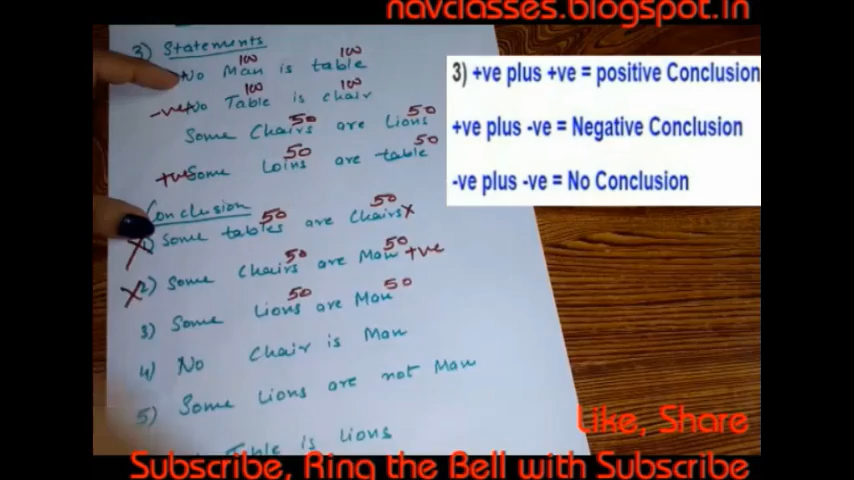 navclasses.blogspot.in
3) Statements
100 100
No Man is table
100 100
-ve No Table is chair
50 50
Some Chairs are Lions
50 50
+ve Some Loins are table
Conclusion
50 50
X 1) Some tables are Chairs X
50 50
X 2) Some Chairs are Man +ve
50 50
3) Some Lions are Man
4) No Chair is Man
5) Some Lions are not Man
Table is Lions
3) +ve plus +ve = positive Conclusion
+ve plus -ve = Negative Conclusion
-ve plus -ve = No Conclusion
Like, Share
Subscribe, Ring the Bell with Subscribe